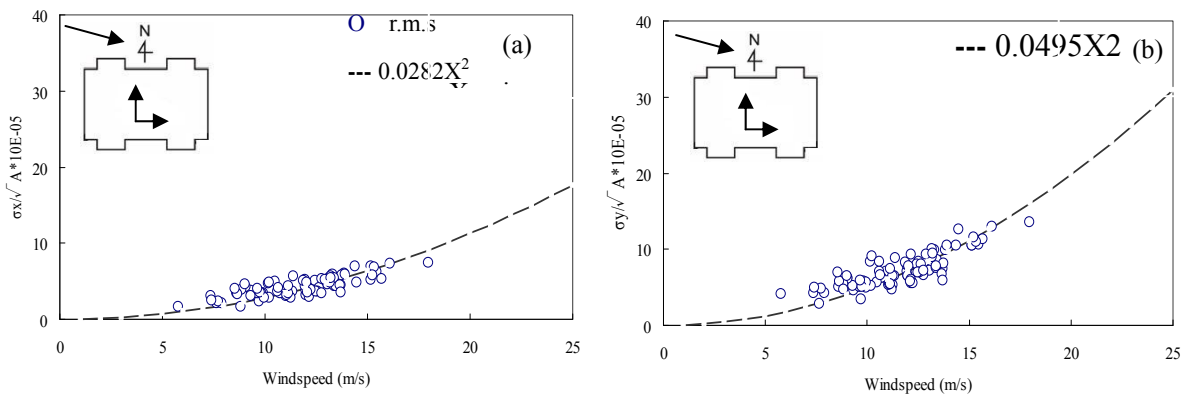 40
30
20
10
0
σx/√ A*10E-05
N
O r.m.s
(a)
--- 0.0282X²
0 5 10 15 20 25
Windspeed (m/s)
40
30
20
10
0
σy/√ A*10E-05
N
--- 0.0495X2 (b)
0 5 10 15 20 25
Windspeed (m/s)